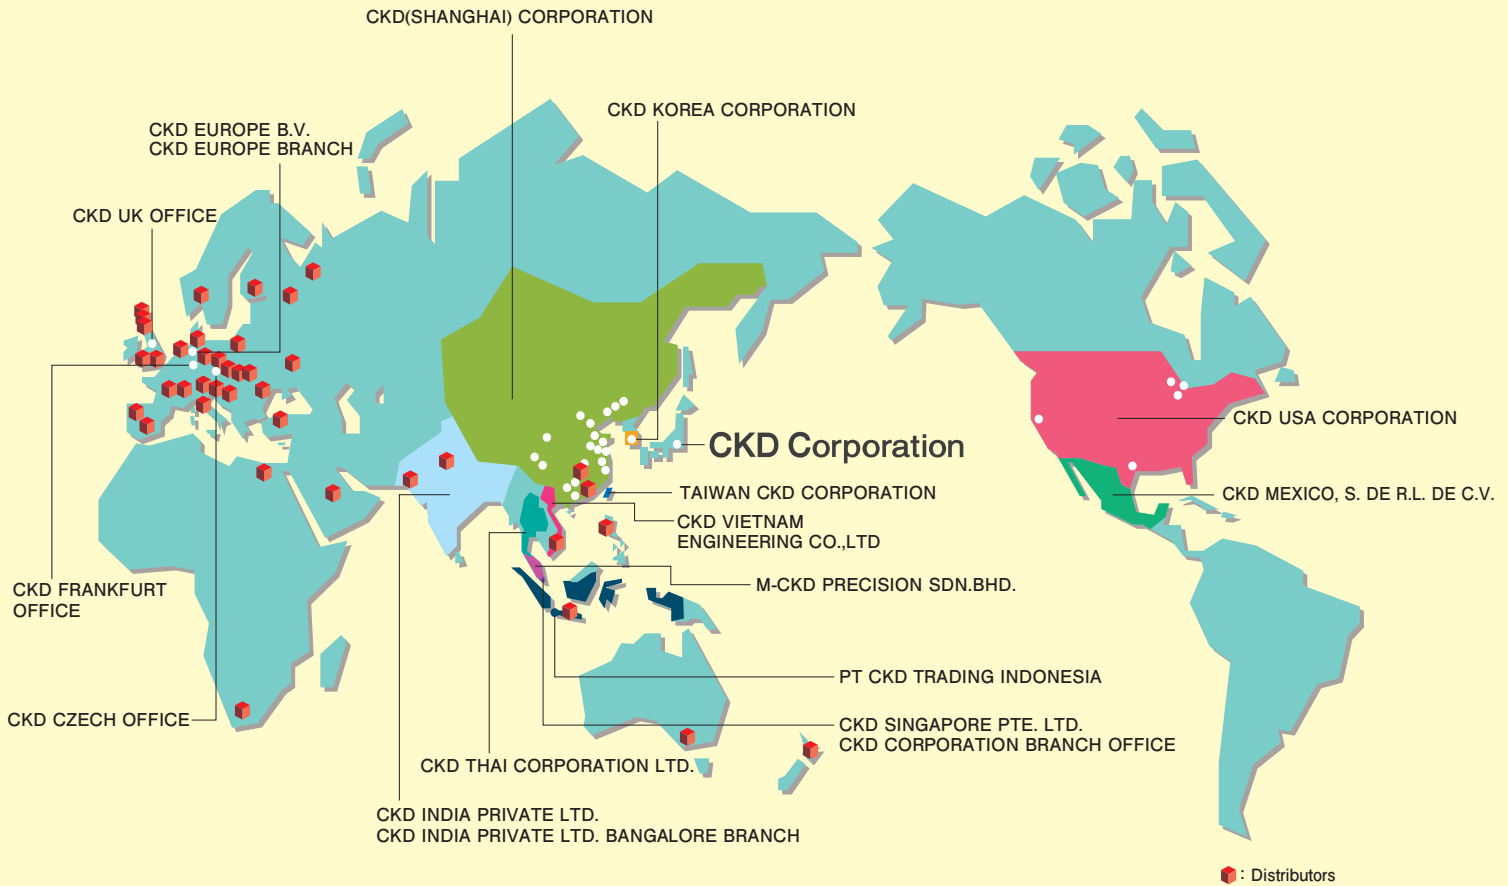 CKD(SHANGHAI) CORPORATION
CKD KOREA CORPORATION
CKD EUROPE B.V.
CKD EUROPE BRANCH
CKD UK OFFICE
CKD USA CORPORATION
CKD Corporation
TAIWAN CKD CORPORATION
CKD MEXICO, S. DE R.L. DE C.V.
CKD VIETNAM
ENGINEERING CO.,LTD
M-CKD PRECISION SDN.BHD.
CKD FRANKFURT
OFFICE
PT CKD TRADING INDONESIA
CKD CZECH OFFICE
CKD SINGAPORE PTE. LTD.
CKD CORPORATION BRANCH OFFICE
CKD THAI CORPORATION LTD.
CKD INDIA PRIVATE LTD.
CKD INDIA PRIVATE LTD. BANGALORE BRANCH
: Distributors